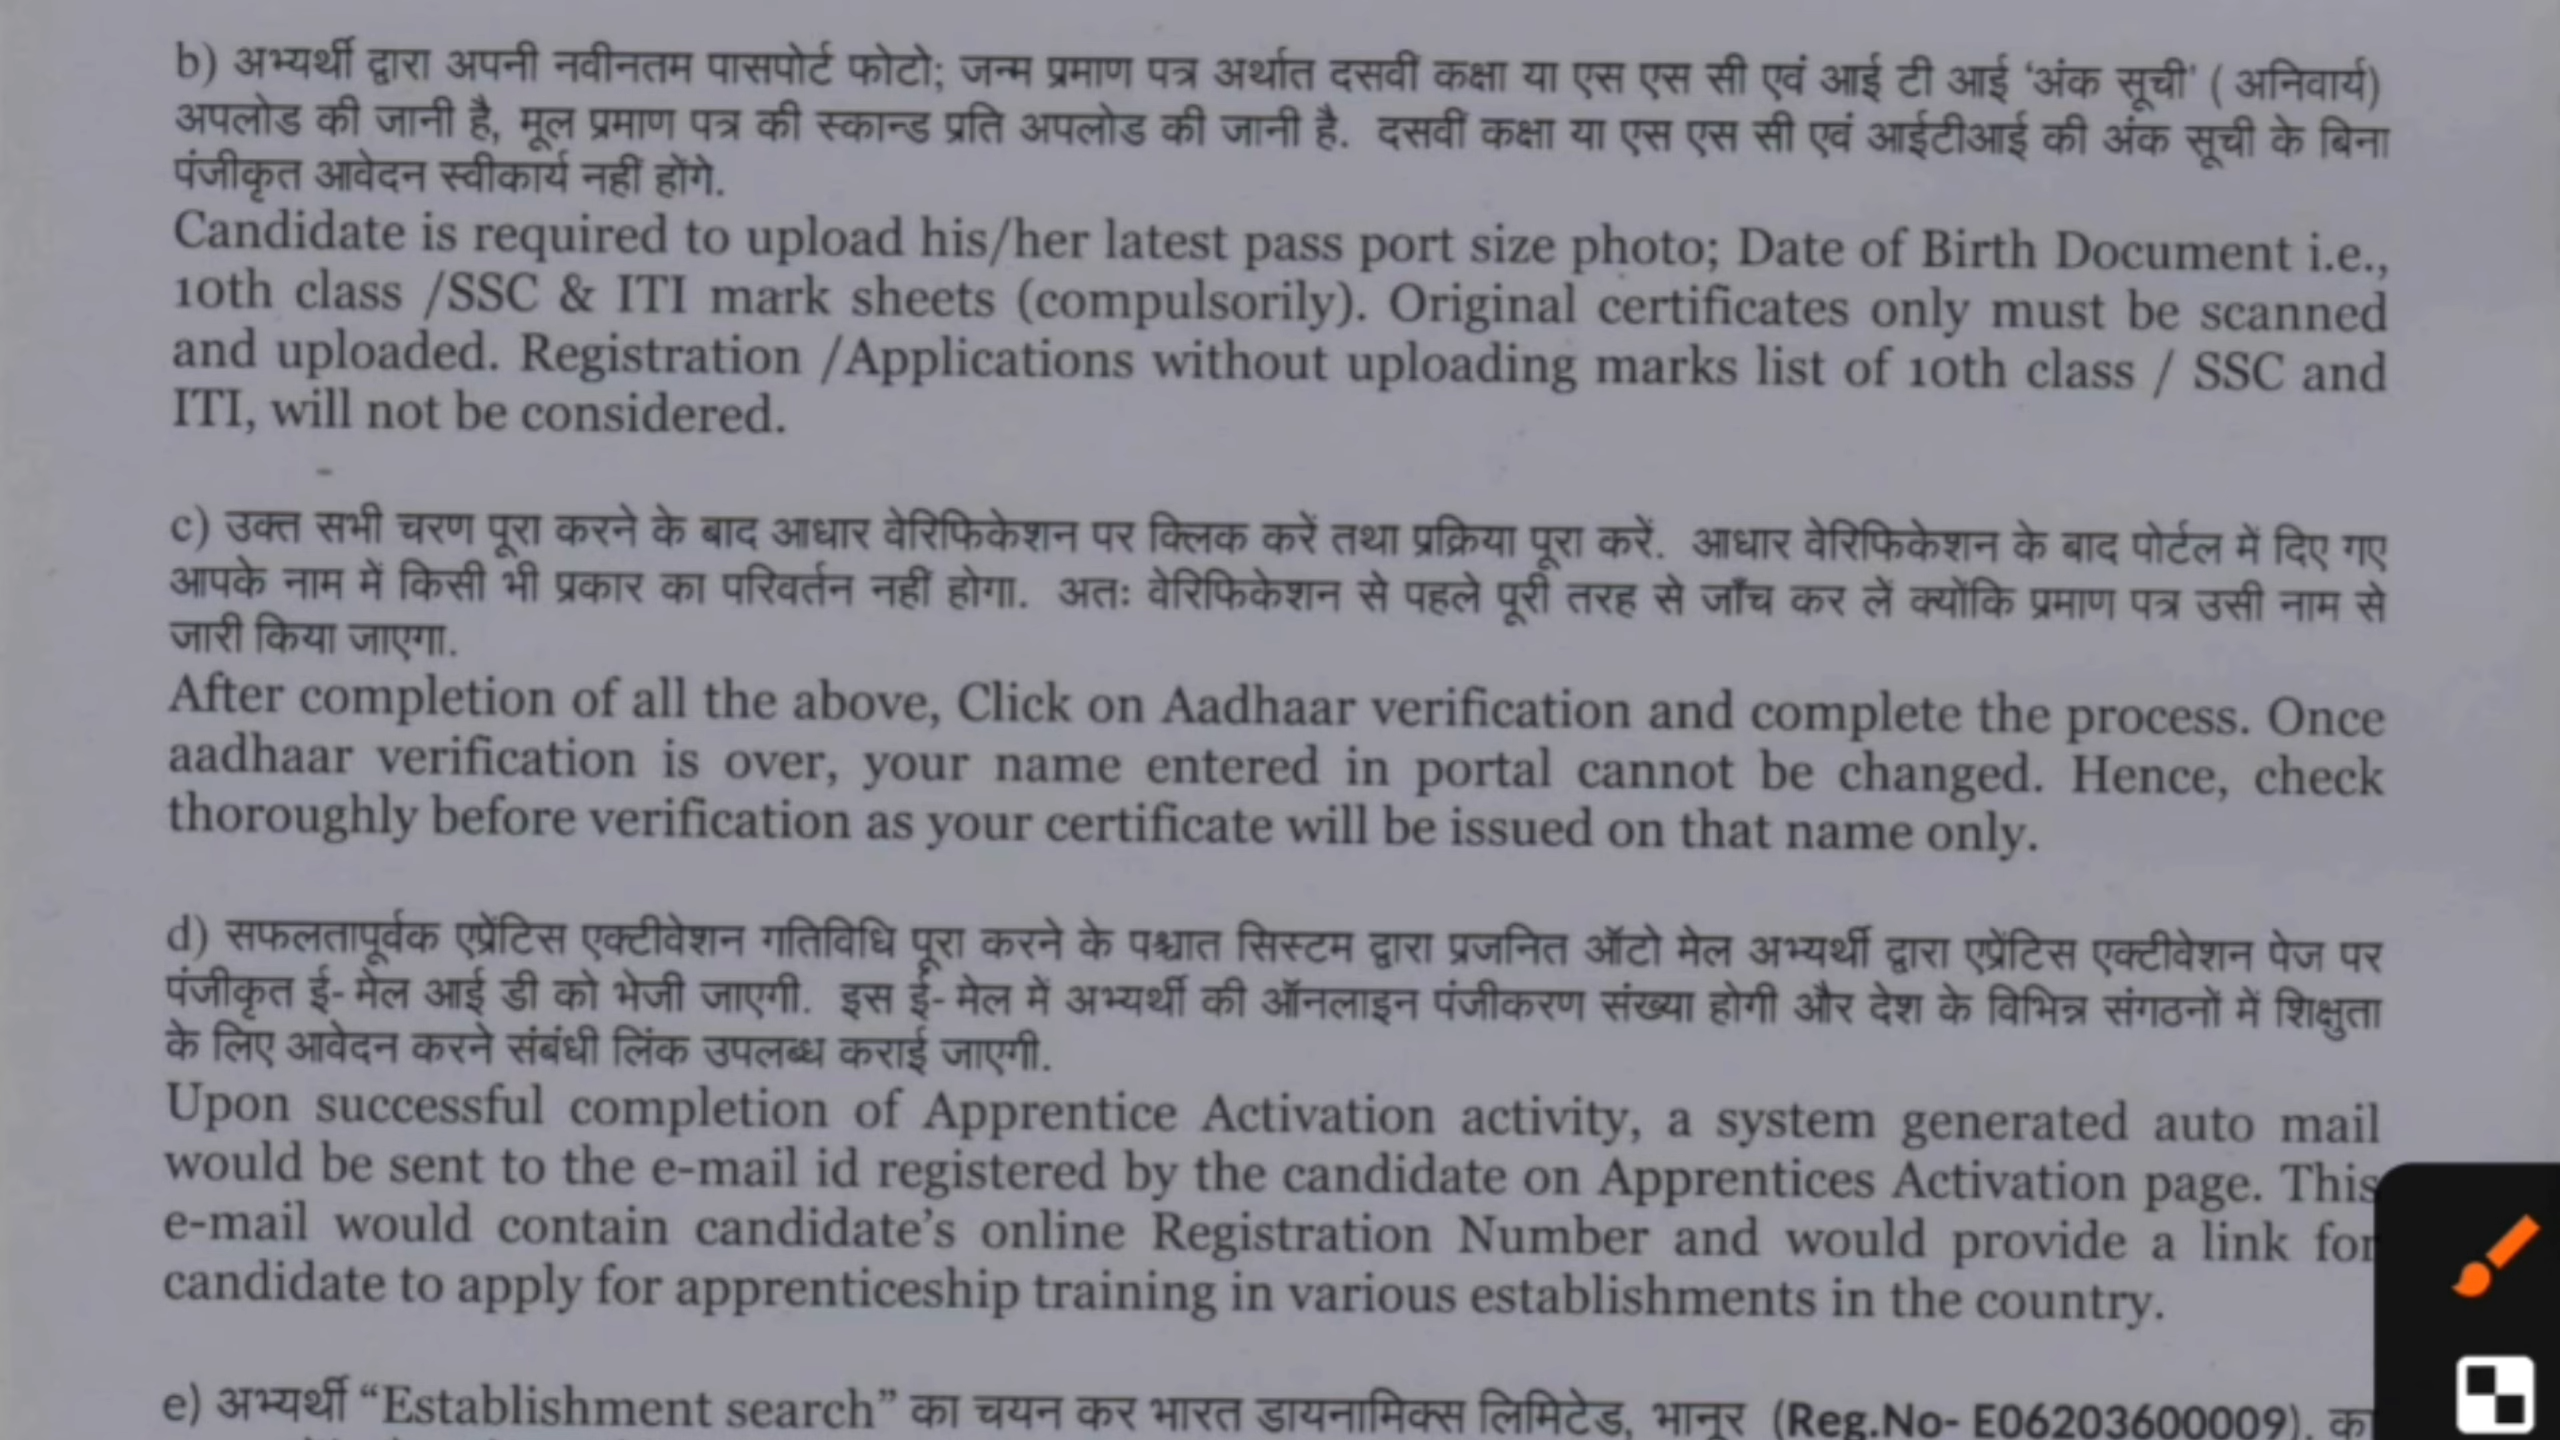 b) अभ्यर्थी द्वारा अपनी नवीनतम पासपोर्ट फोटो; जन्म प्रमाण पत्र अर्थात दसवी कक्षा या एस एस सी एवं आई टी आई ‘अंक सूची’ ( अनिवार्य)
अपलोड की जानी है, मूल प्रमाण पत्र की स्कान्ड प्रति अपलोड की जानी है. दसवीं कक्षा या एस एस सी एवं आईटीआई की अंक सूची के बिना
पंजीकृत आवेदन स्वीकार्य नहीं होंगे.
Candidate is required to upload his/her latest pass port size photo; Date of Birth Document i.e.,
10th class /SSC & ITI mark sheets (compulsorily). Original certificates only must be scanned
and uploaded. Registration /Applications without uploading marks list of 10th class / SSC and
ITI, will not be considered.
c) उक्त सभी चरण पूरा करने के बाद आधार वेरिफिकेशन पर क्लिक करें तथा प्रक्रिया पूरा करें. आधार वेरिफिकेशन के बाद पोर्टल में दिए गए
आपके नाम में किसी भी प्रकार का परिवर्तन नहीं होगा. अतः वेरिफिकेशन से पहले पूरी तरह से जाँच कर लें क्योंकि प्रमाण पत्र उसी नाम से
जारी किया जाएगा.
After completion of all the above, Click on Aadhaar verification and complete the process. Once
aadhaar verification is over, your name entered in portal cannot be changed. Hence, check
thoroughly before verification as your certificate will be issued on that name only.
d) सफलतापूर्वक एप्रेंटिस एक्टीवेशन गतिविधि पूरा करने के पश्चात सिस्टम द्वारा प्रजनित ऑटो मेल अभ्यर्थी द्वारा एप्रेंटिस एक्टीवेशन पेज पर
पंजीकृत ई- मेल आई डी को भेजी जाएगी. इस ई- मेल में अभ्यर्थी की ऑनलाइन पंजीकरण संख्या होगी और देश के विभिन्न संगठनों में शिक्षुता
के लिए आवेदन करने संबंधी लिंक उपलब्ध कराई जाएगी.
Upon successful completion of Apprentice Activation activity, a system generated auto mail
would be sent to the e-mail id registered by the candidate on Apprentices Activation page. This
e-mail would contain candidate’s online Registration Number and would provide a link for
candidate to apply for apprenticeship training in various establishments in the country.
e) अभ्यर्थी “Establishment search” का चयन कर भारत डायनामिक्स लिमिटेड, भानूर (Reg.No- E06203600009), का